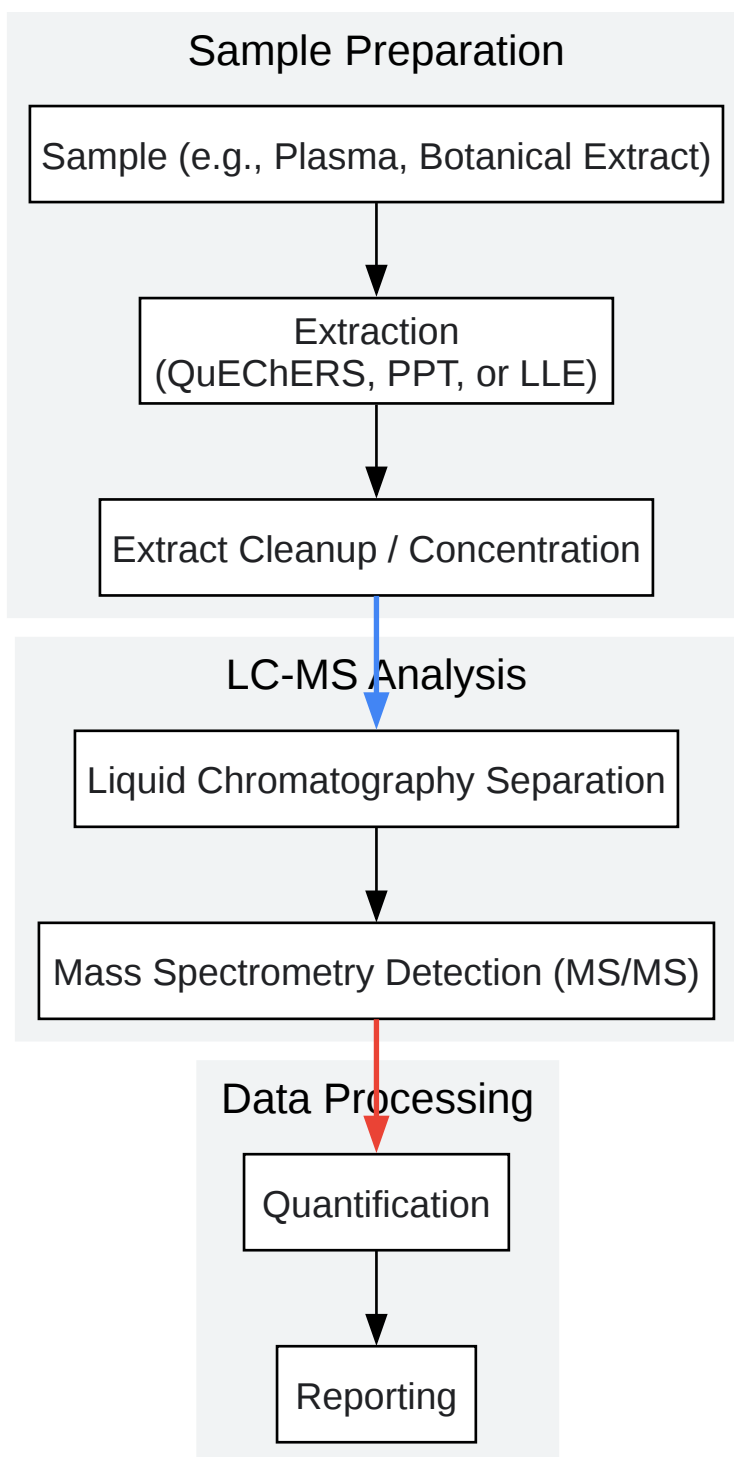 Sample Preparation
Sample (e.g., Plasma, Botanical Extract)
Extraction
(QuEChERS, PPT, or LLE)
Extract Cleanup / Concentration
LC-MS Analysis
Liquid Chromatography Separation
Mass Spectrometry Detection (MS/MS)
Data Processing
Quantification
Reporting